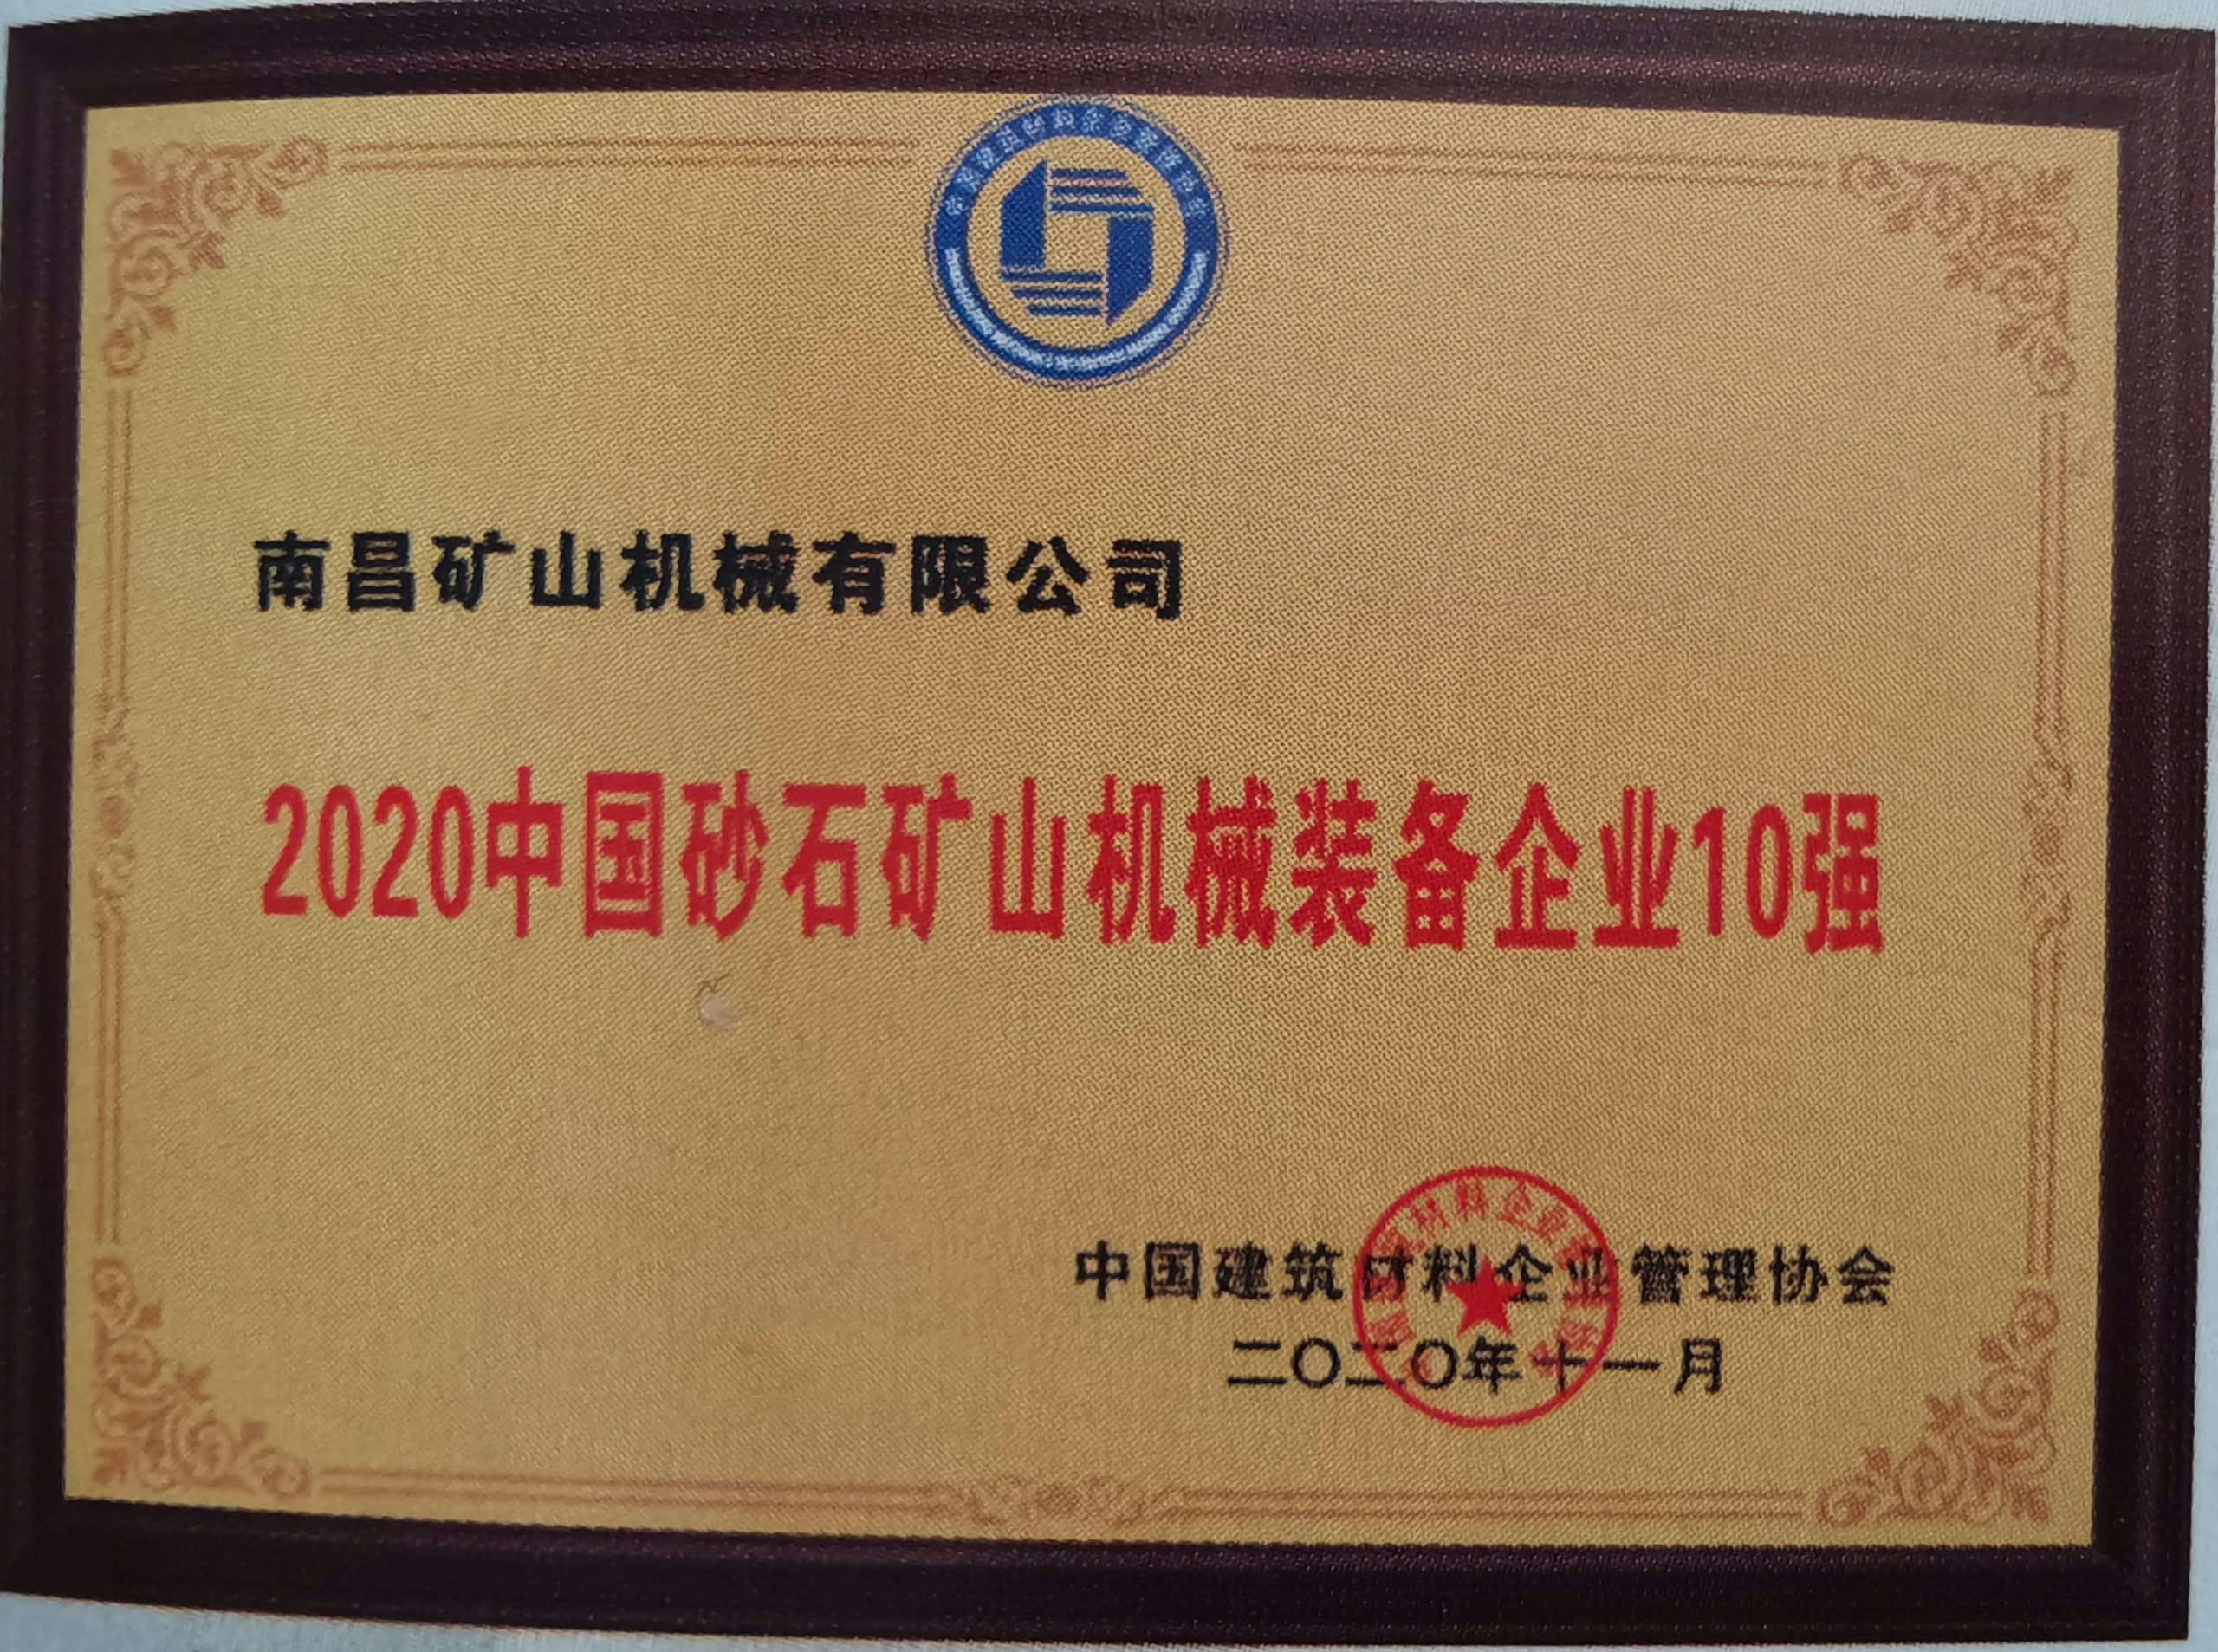 南昌矿山机械有限公司
2020中国砂石矿山机械装备企业10强
中国建筑材料企业管理协会
二〇二〇年十一月